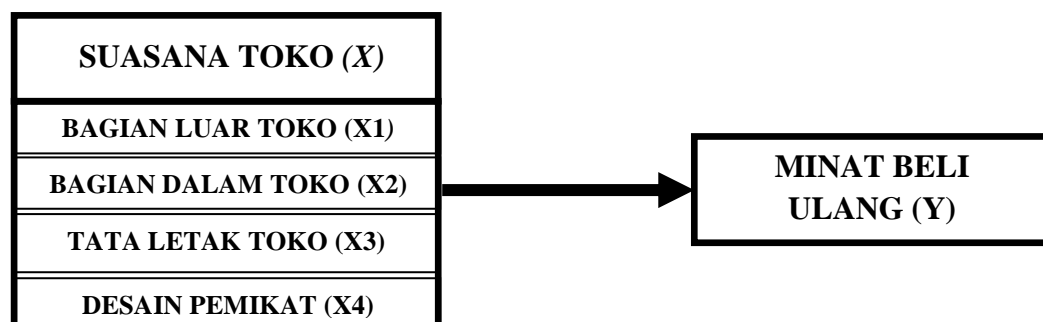 SUASANA TOKO (X)
BAGIAN LUAR TOKO (X1)
BAGIAN DALAM TOKO (X2)
TATA LETAK TOKO (X3)
DESAIN PEMIKAT (X4)
MINAT BELI
ULANG (Y)